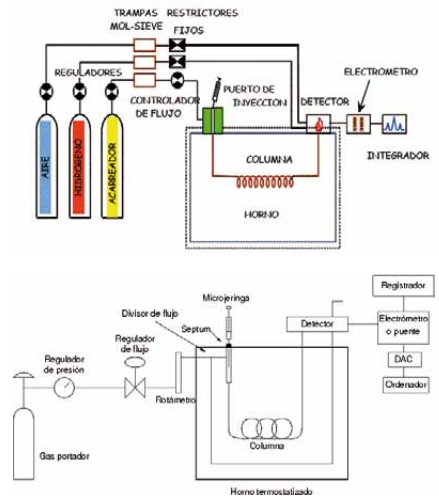 TRAMPAS RESTRICTORES
MOL-SIEVE FIJOS
REGULADORES
CONTROLADOR
DE FLUJO
PUERTO DE
INYECCION
DETECTOR
ELECTROMETRO
INTEGRADOR
COLUMNA
HORNO
AIRE
HIDROGENO
ACARREADOR
Microjeringa
Divisor de flujo
Septum
Regulador
de flujo
Regulador
de presión
Rotámetro
Gas portador
Columna
Horno termostatizado
Detector
Registrador
Electrómetro
o puente
DAC
Ordenador